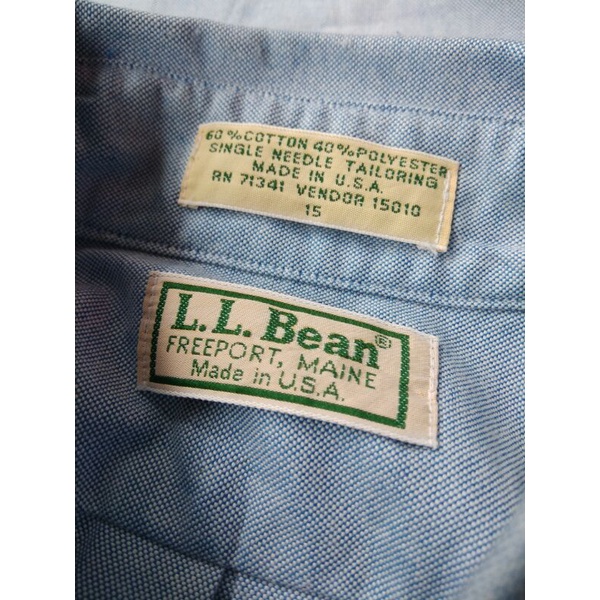 60% COTTON 40% POLYESTER
SINGLE NEEDLE TAILORING
MADE IN U.S.A.
RN 71341 VENDOR 15010
15
L.L.Bean®
FREEPORT, MAINE
Made in U.S.A.